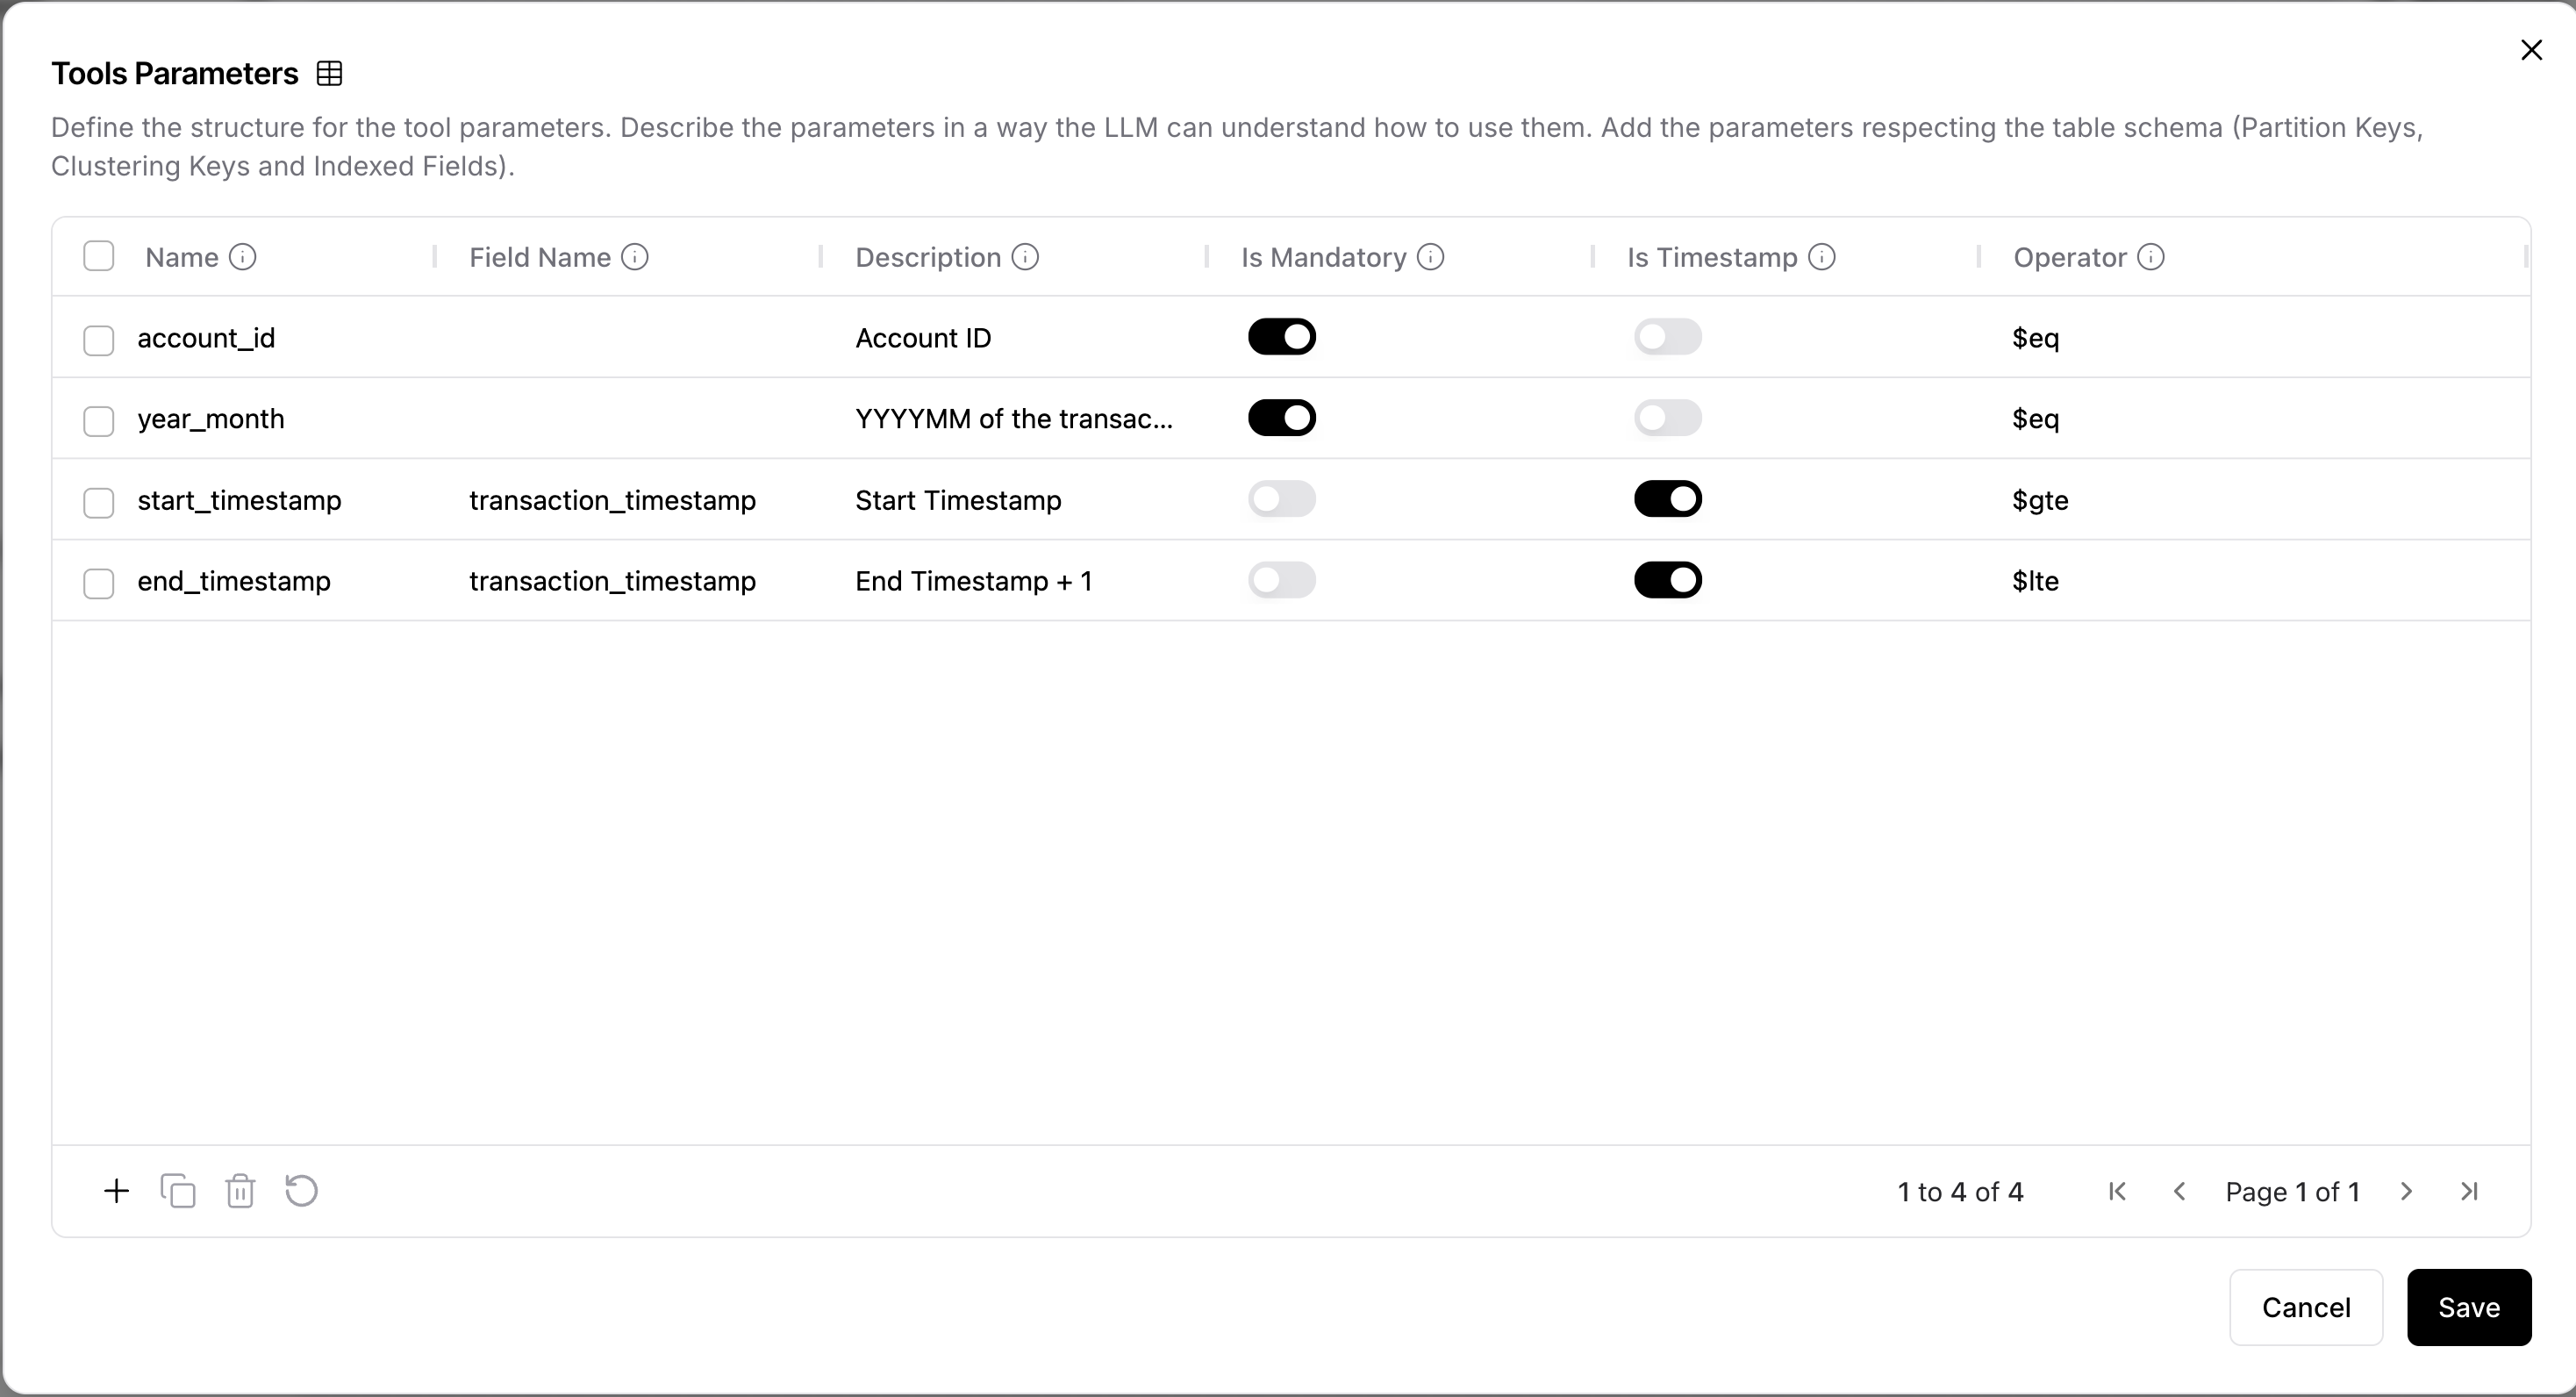 Tools Parameters
Define the structure for the tool parameters. Describe the parameters in a way the LLM can understand how to use them. Add the parameters respecting the table schema (Partition Keys,
Clustering Keys and Indexed Fields).
Name Field Name Description Is Mandatory Is Timestamp Operator
account_id Account ID $eq
year_month YYYYMM of the transac... $eq
start_timestamp transaction_timestamp Start Timestamp $gte
end_timestamp transaction_timestamp End Timestamp + 1 $lte
1 to 4 of 4 Page 1 of 1
Cancel Save